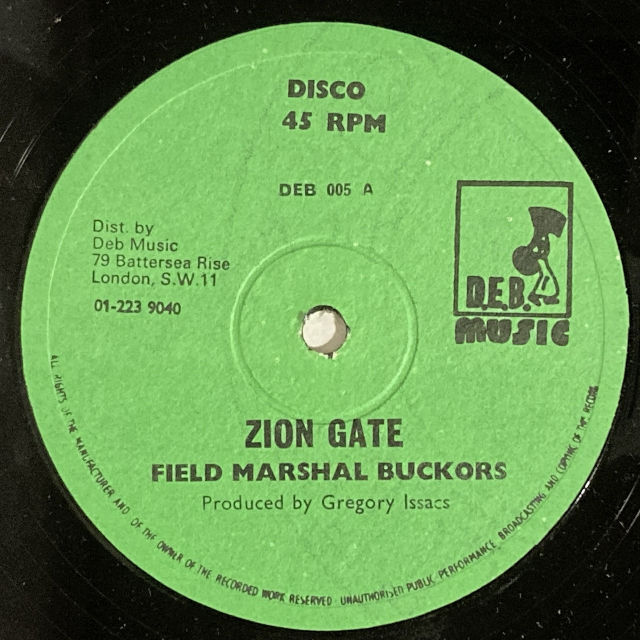 DISCO
45 RPM
DEB 005 A
Dist. by
Deb Music
79 Battersea Rise
London, S.W.11
01-223 9040
D.E.B.
MUSIC
ZION GATE
FIELD MARSHAL BUCKORS
Produced by Gregory Issacs
ALL RIGHTS OF THE MANUFACTURER AND OF THE OWNER OF THE RECORDED WORK RESERVED · UNAUTHORISED PUBLIC PERFORMANCE BROADCASTING AND COPYING OF THE RECORD